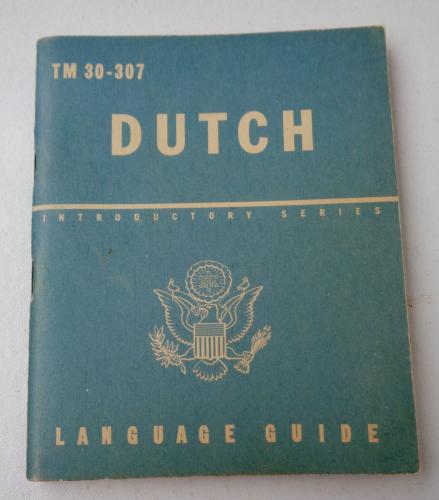 TM 30-307
DUTCH
INTRODUCTORY SERIES
LANGUAGE GUIDE